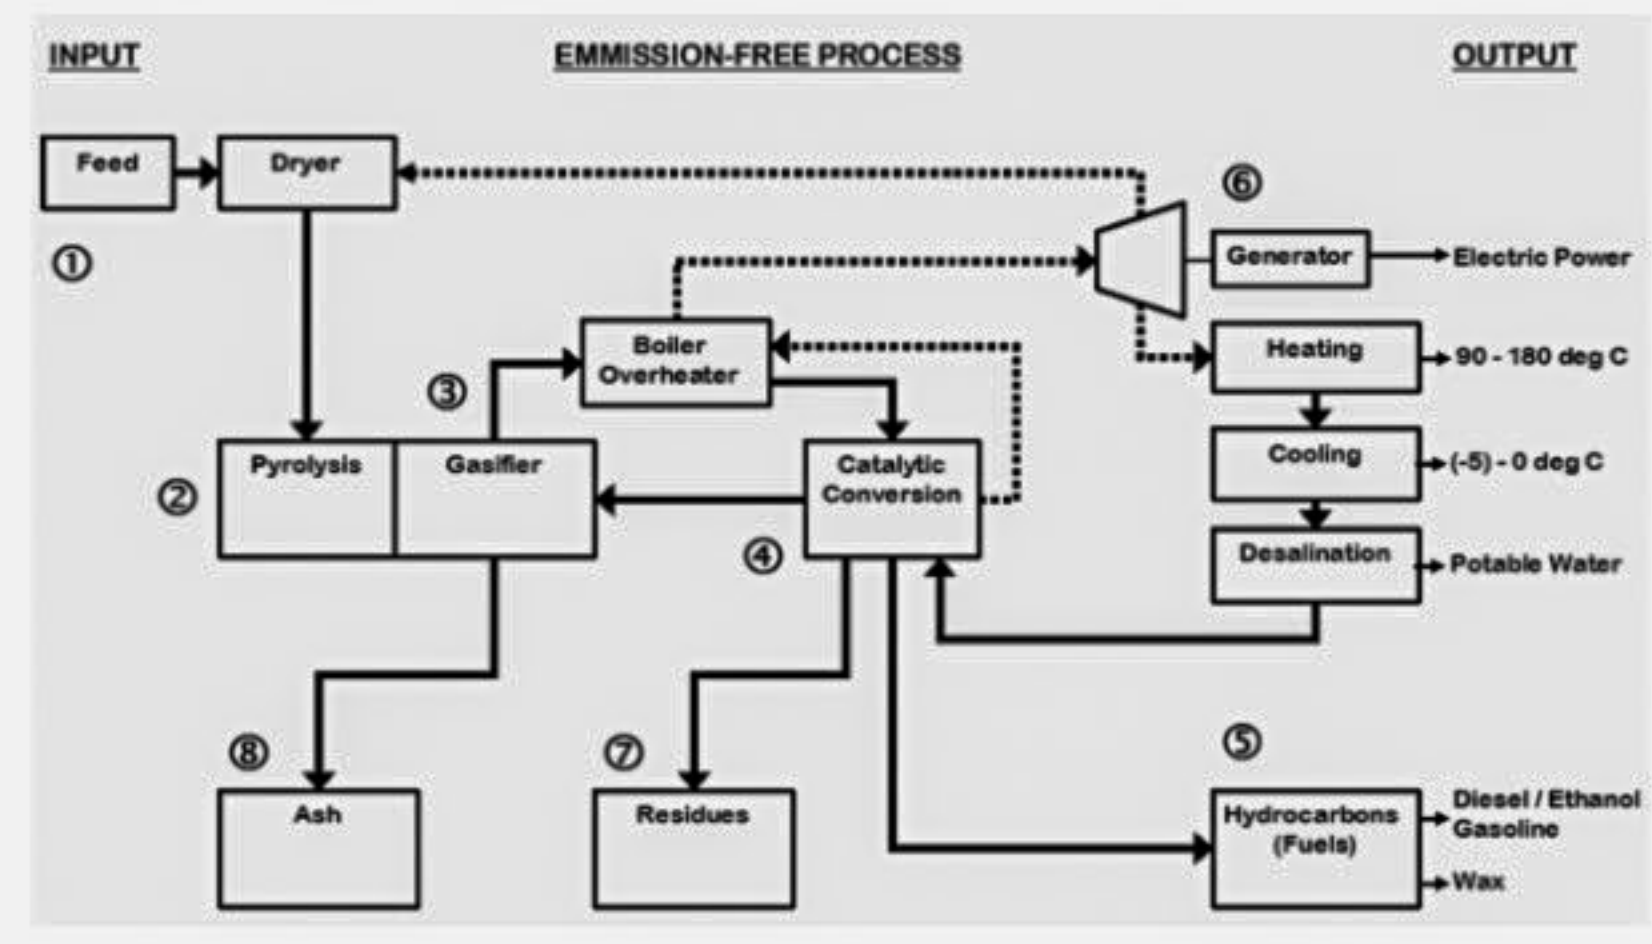 INPUT
EMMISSION-FREE PROCESS
OUTPUT
Feed
Dryer
①
⑥
Generator
Electric Power
Boiler
Overheater
Heating
90 - 180 deg C
③
Cooling
(-5) - 0 deg C
Pyrolysis
Gasifier
Catalytic
Conversion
②
④
Desalination
Potable Water
⑧
⑦
⑤
Ash
Residues
Hydrocarbons
(Fuels)
Diesel / Ethanol
Gasoline
Wax